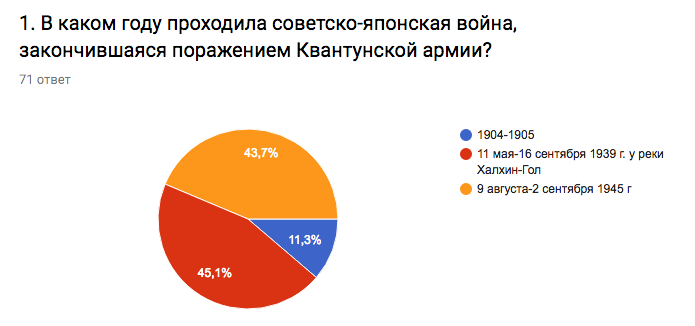 1. В каком году проходила советско-японская война,
закончившаяся поражением Квантунской армии?
71 ответ
1904-1905
11 мая-16 сентября 1939 г. у реки
Халхин-Гол
9 августа-2 сентября 1945 г
43,7%
11,3%
45,1%